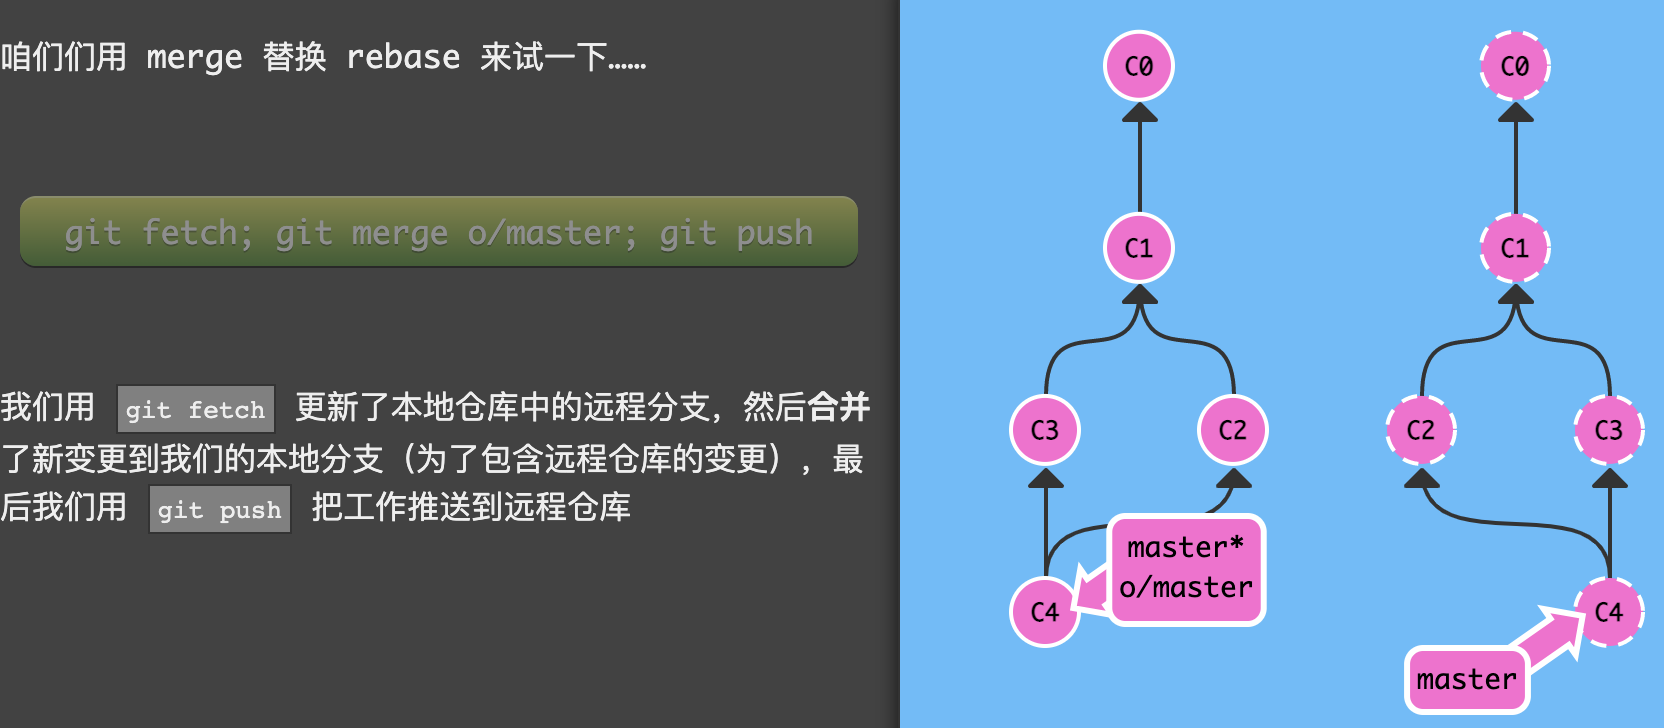 咱们们用 merge 替换 rebase 来试一下……
git fetch; git merge o/master; git push
我们用 git fetch 更新了本地仓库中的远程分支，然后合并
了新变更到我们的本地分支（为了包含远程仓库的变更），最
后我们用 git push 把工作推送到远程仓库
C0
C1
C3
C2
master*
o/master
C4
C0
C1
C2
C3
C4
master